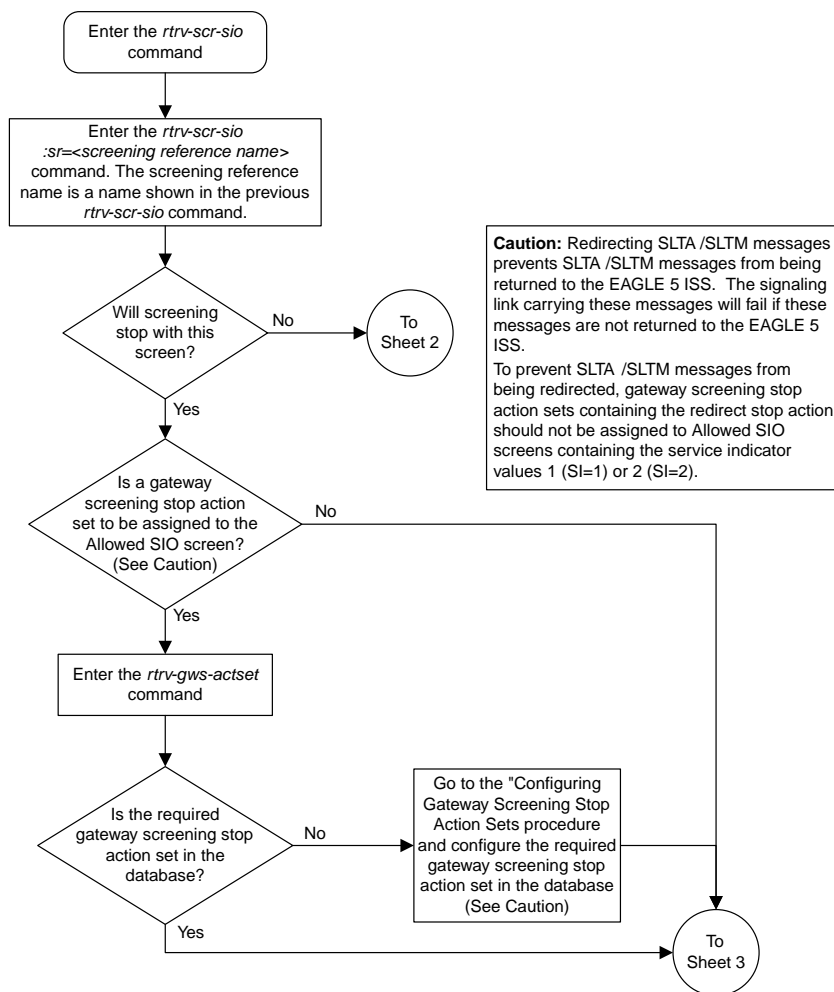 Enter the rtrv-scr-sio
command
Enter the rtrv-scr-sio
:sr=<screening reference name>
command. The screening reference
name is a name shown in the previous
rtrv-scr-sio command.
Caution: Redirecting SLTA /SLTM messages
prevents SLTA /SLTM messages from being
returned to the EAGLE 5 ISS. The signaling
link carrying these messages will fail if these
messages are not returned to the EAGLE 5
ISS.
To prevent SLTA /SLTM messages from
being redirected, gateway screening stop
action sets containing the redirect stop action
should not be assigned to Allowed SIO
screens containing the service indicator
values 1 (SI=1) or 2 (SI=2).
Will screening
stop with this
screen?
No
To
Sheet 2
Yes
Is a gateway
screening stop action
set to be assigned to the
Allowed SIO screen?
(See Caution)
No
Yes
Enter the rtrv-gws-actset
command
Is the required
gateway screening stop
action set in the
database?
No
Go to the "Configuring
Gateway Screening Stop
Action Sets procedure
and configure the required
gateway screening stop
action set in the database
(See Caution)
Yes
To
Sheet 3